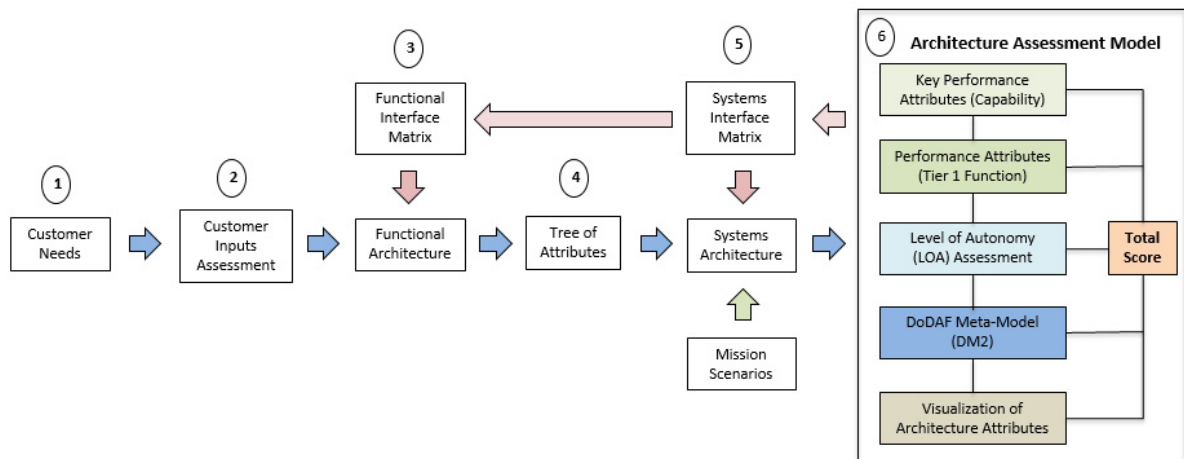 1
Customer
Needs
2
Customer
Inputs
Assessment
3
Functional
Interface
Matrix
Functional
Architecture
4
Tree of
Attributes
5
Systems
Interface
Matrix
Systems
Architecture
Mission
Scenarios
6
Architecture Assessment Model
Key Performance
Attributes (Capability)
Performance Attributes
(Tier 1 Function)
Level of Autonomy
(LOA) Assessment
DoDAF Meta-Model
(DM2)
Visualization of
Architecture Attributes
Total
Score